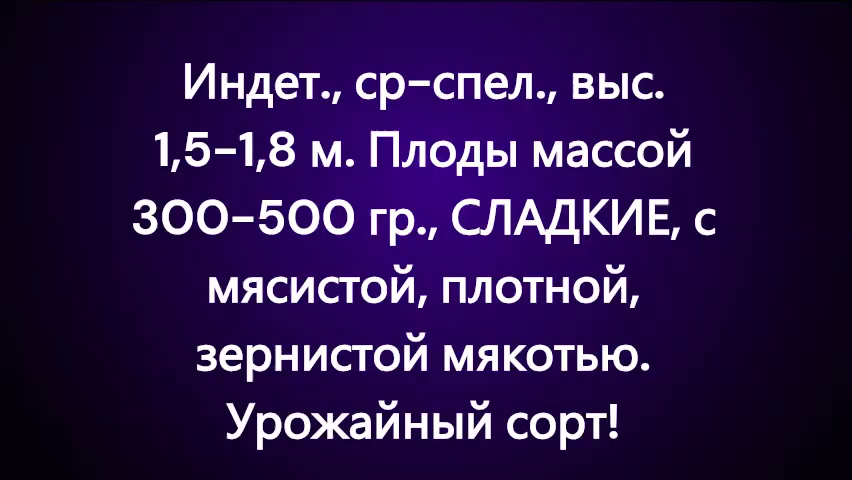 Индет., ср-спел., выс.
1,5-1,8 м. Плоды массой
300-500 гр., СЛАДКИЕ, с
мясистой, плотной,
зернистой мякотью.
Урожайный сорт!